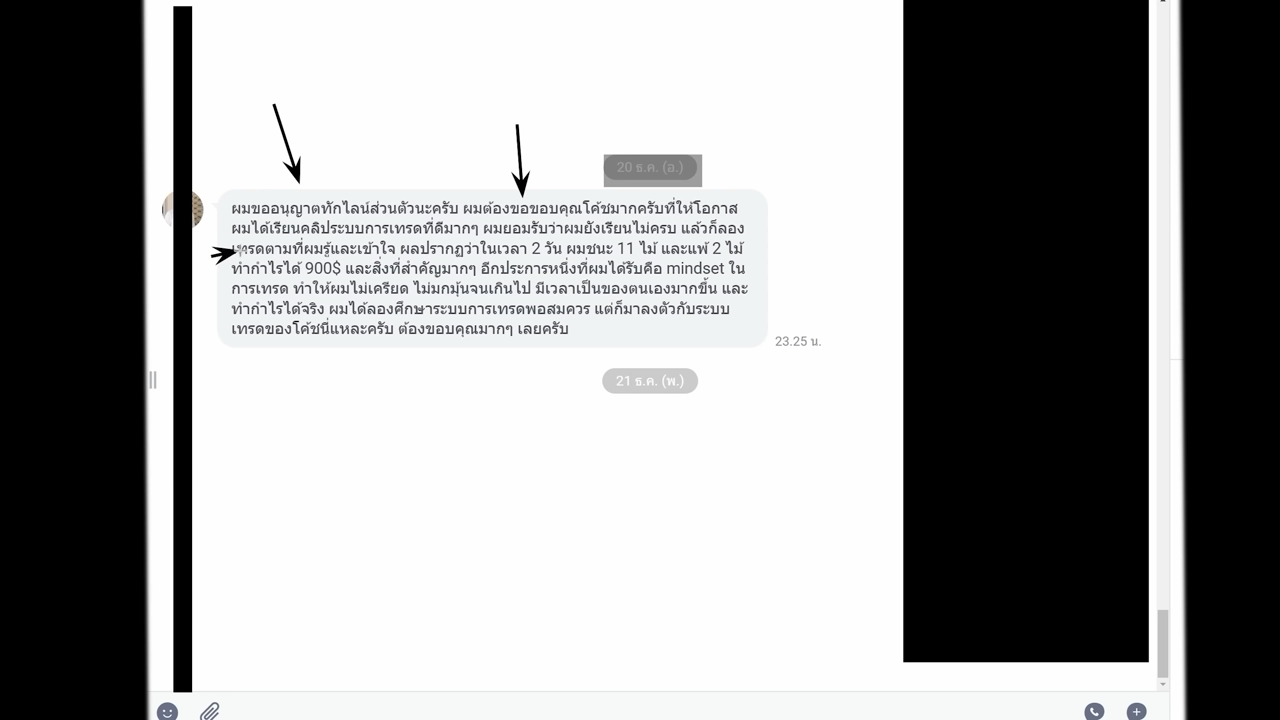 20 ธ.ค. (อ.)
ผมขออนุญาตทักไลน์ส่วนตัวนะครับ ผมต้องขอขอบคุณโค้ชมากครับที่ให้โอกาส
ผมได้เรียนคลิประบบการเทรดที่ดีมากๆ ผมยอมรับว่าผมยังเรียนไม่ครบ แล้วก็ลอง
เทรดตามที่ผมรู้และเข้าใจ ผลปรากฏว่าในเวลา 2 วัน ผมชนะ 11 ไม้ และแพ้ 2 ไม้
ทำกำไรได้ 900$ และสิ่งที่สำคัญมากๆ อีกประการหนึ่งที่ผมได้รับคือ mindset ใน
การเทรด ทำให้ผมไม่เครียด ไม่มกมุ้นจนเกินไป มีเวลาเป็นของตนเองมากขึ้น และ
ทำกำไรได้จริง ผมได้ลองศึกษาระบบการเทรดพอสมควร แต่ก็มาลงตัวกับระบบ
เทรดของโค้ชนี่แหละครับ ต้องขอบคุณมากๆ เลยครับ
23.25 น.
21 ธ.ค. (พ.)